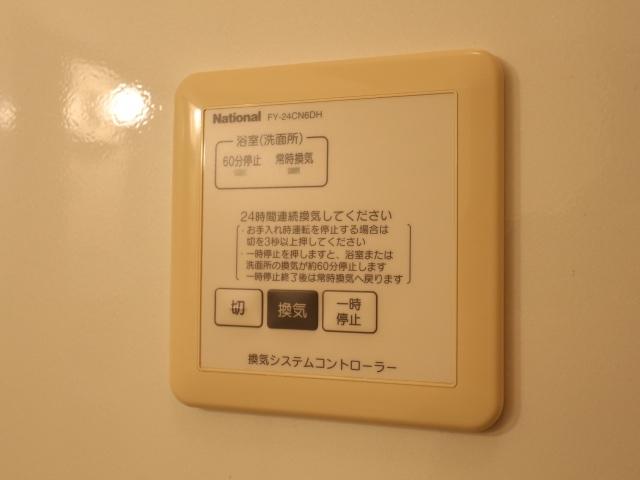 National FY-24CN6DH
浴室(洗面所)
60分停止 常時換気
24時間連続換気してください
・お手入れ時運転を停止する場合は
切を3秒以上押してください
・一時停止を押しますと、浴室または
洗面所の換気が約60分停止します
一時停止終了後は常時換気へ戻ります
切 換気 一時
停止
換気システムコントローラー